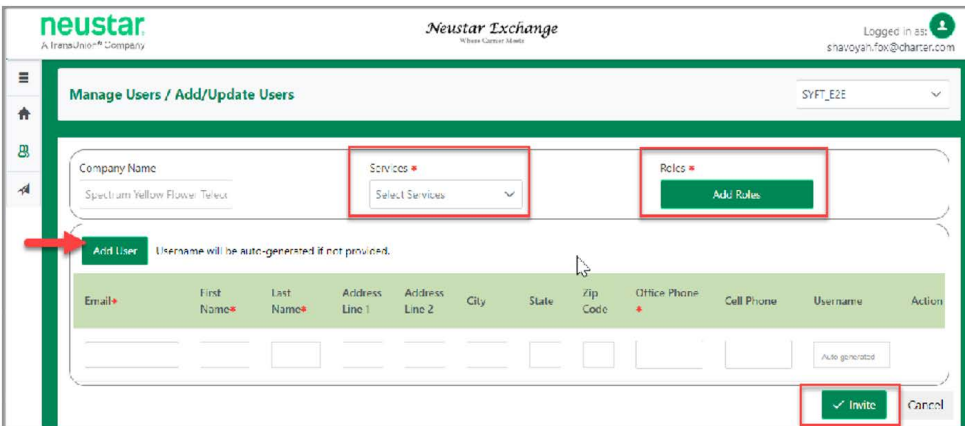 neustar
A TransUnion® Company
Neustar Exchange
Where Carrier Meets
Logged in as:
shavoyah.fox@charter.com
Manage Users / Add/Update Users
SYFT_E2E
Company Name
Services *
Roles *
Spectrum Yellow Flower Telecc
Select Services
Add Roles
Add User
Username will be auto-generated if not provided.
Email*
First Name*
Last Name*
Address Line 1
Address Line 2
City
State
Zip Code
Office Phone *
Cell Phone
Username
Action
Auto generated
Invite
Cancel